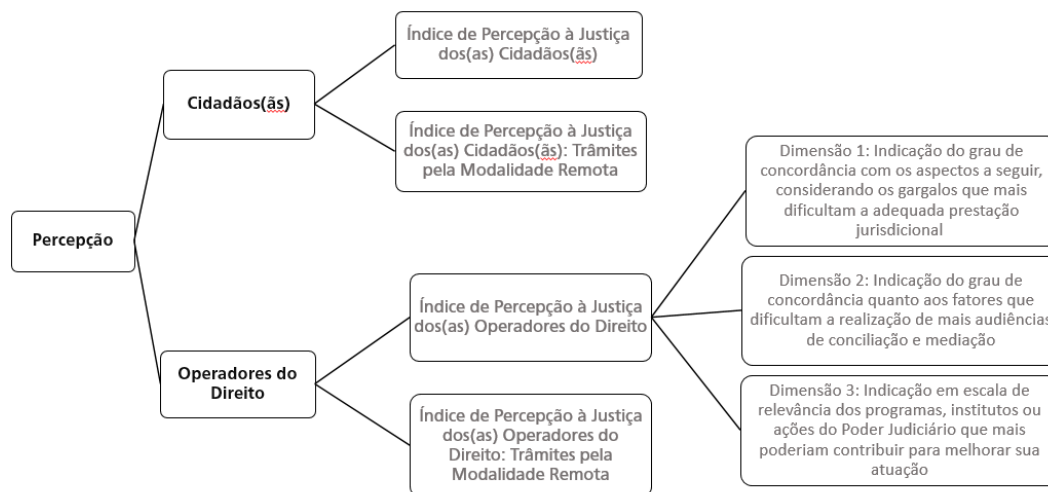 Percepção
Cidadãos(ãs)
Índice de Percepção à Justiça
dos(as) Cidadãos(ãs)
Índice de Percepção à Justiça
dos(as) Cidadãos(ãs): Trâmites
pela Modalidade Remota
Operadores do
Direito
Índice de Percepção à Justiça
dos(as) Operadores do Direito
Dimensão 1: Indicação do grau de
concordância com os aspectos a seguir,
considerando os gargalos que mais
dificultam a adequada prestação
jurisdicional
Dimensão 2: Indicação do grau de
concordância quanto aos fatores que
dificultam a realização de mais audiências
de conciliação e mediação
Dimensão 3: Indicação em escala de
relevância dos programas, institutos ou
ações do Poder Judiciário que mais
poderiam contribuir para melhorar sua
atuação
Índice de Percepção à Justiça
dos(as) Operadores do
Direito: Trâmites pela
Modalidade Remota